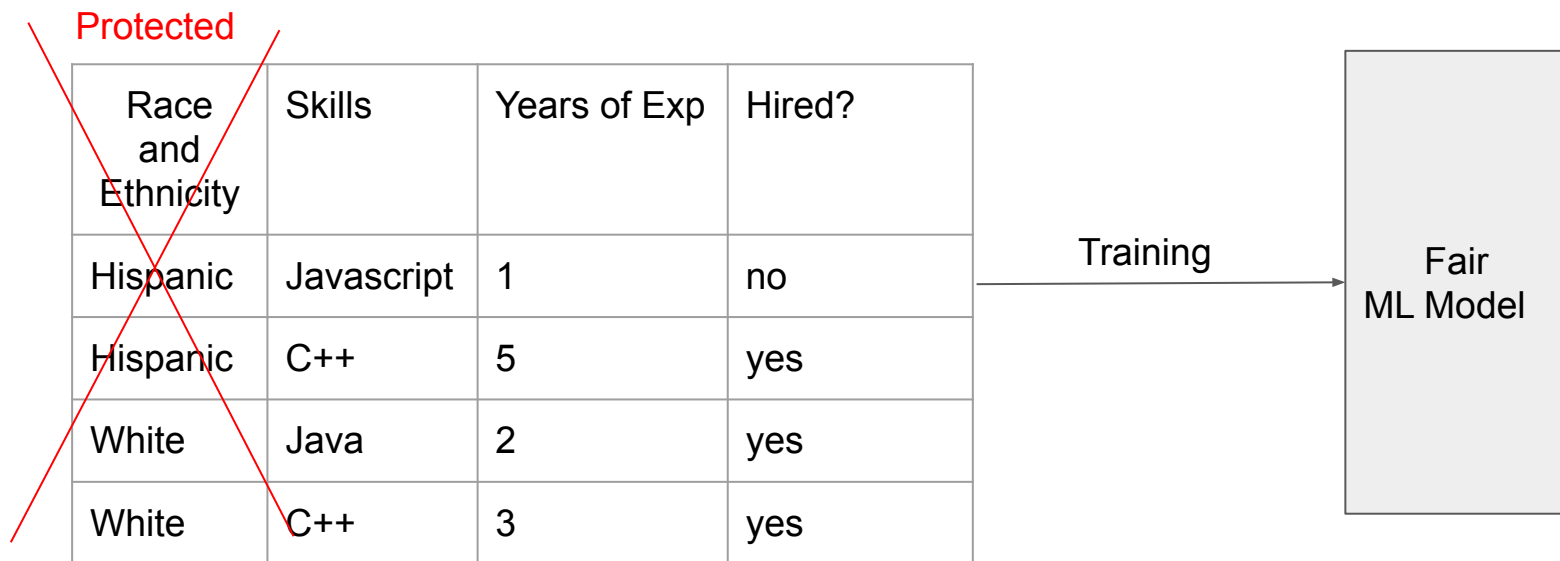 Protected
Race Skills Years of Exp Hired?
and
Ethnicity
Hispanic Javascript 1 no
Hispanic C++ 5 yes
White Java 2 yes
White C++ 3 yes
Training
Fair
ML Model